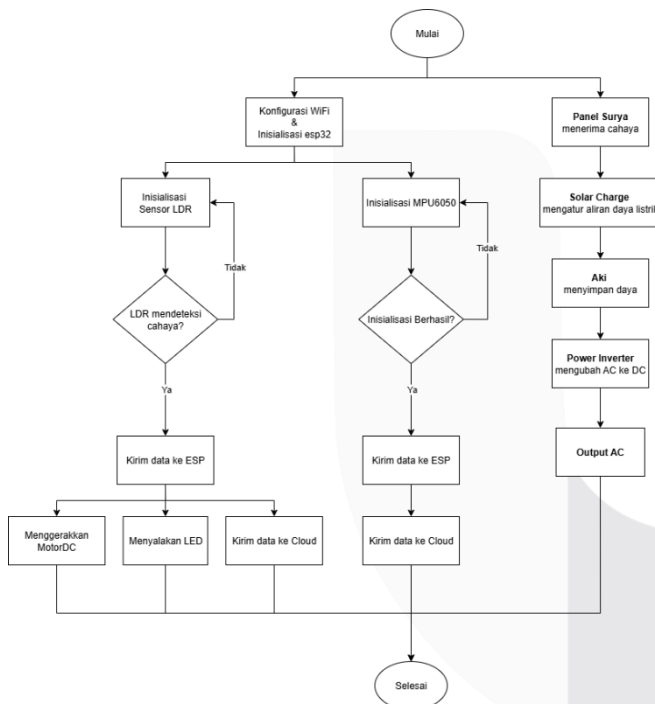 Mulai
Konfigurasi WiFi
&
Inisialisasi esp32
Panel Surya
menerima cahaya
Inisialisasi
Sensor LDR
Inisialisasi MPU6050
Solar Charge
mengatur aliran daya listrik
Tidak
Tidak
LDR mendeteksi
cahaya?
Inisialisasi Berhasil?
Aki
menyimpan daya
Power Inverter
mengubah AC ke DC
Ya
Ya
Kirim data ke ESP
Kirim data ke ESP
Output AC
Menggerakkan
MotorDC
Menyalakan LED
Kirim data ke Cloud
Kirim data ke Cloud
Selesai